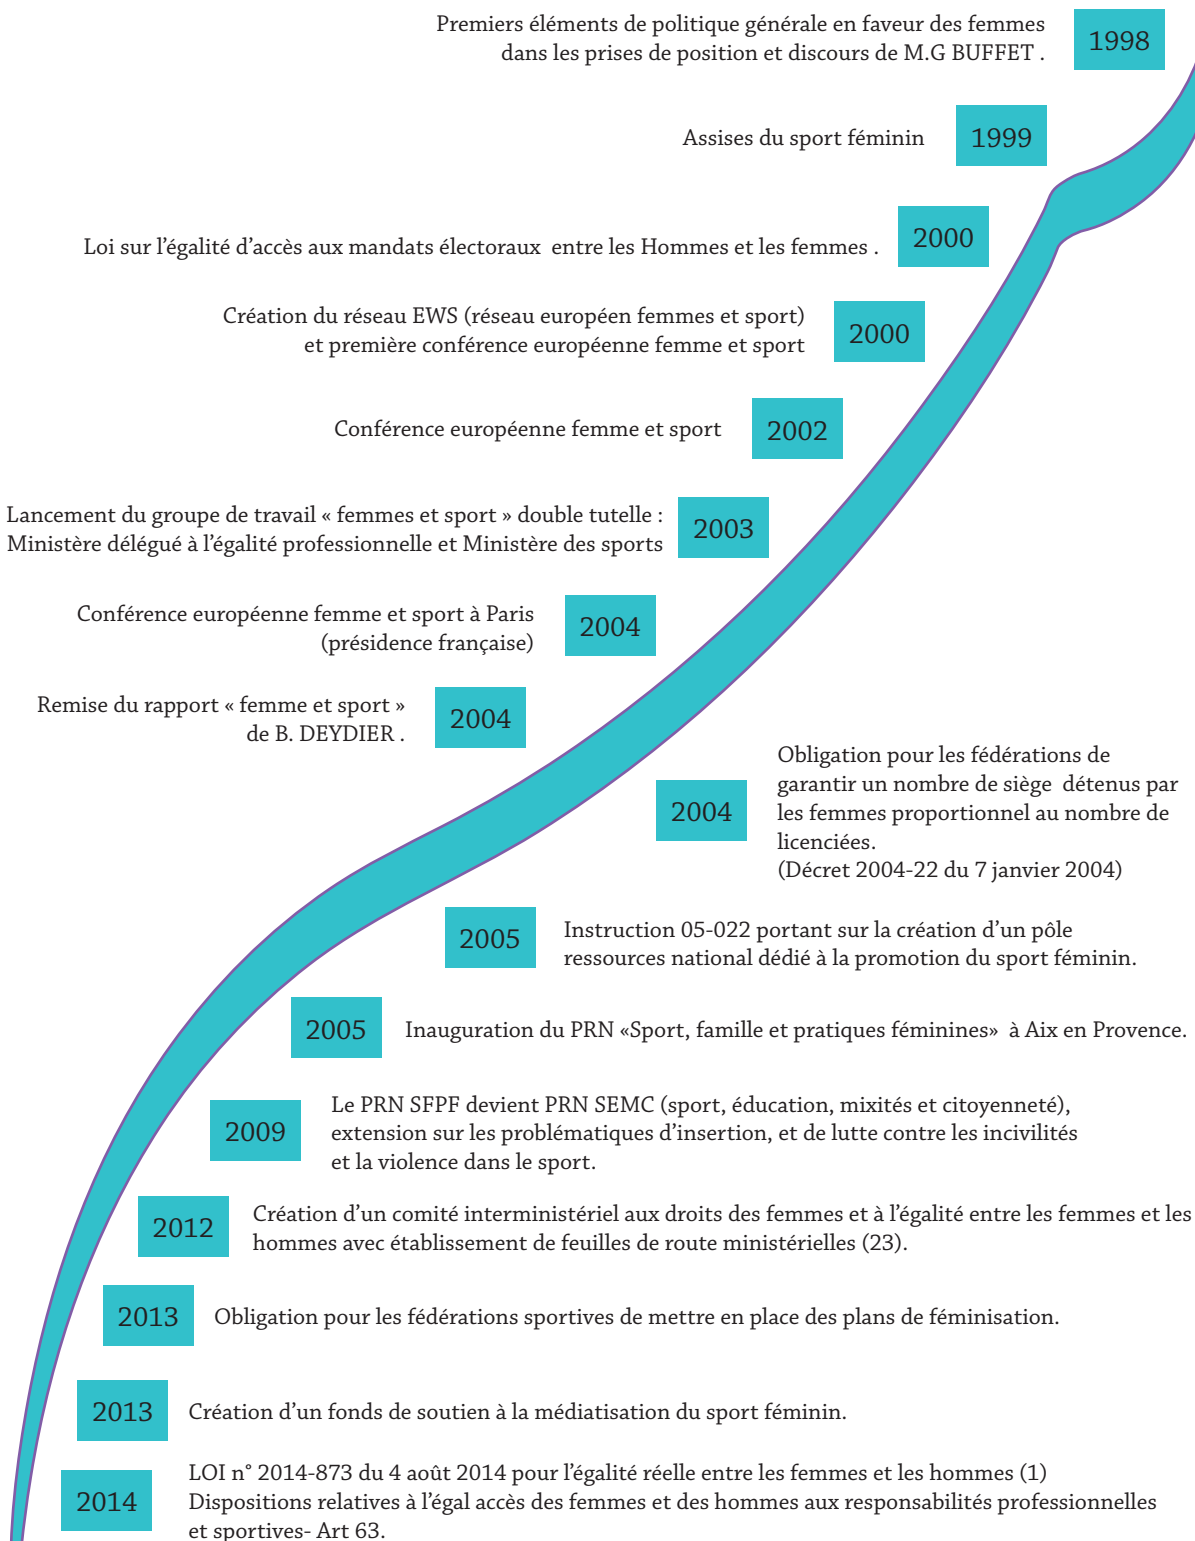 Premiers éléments de politique générale en faveur des femmes
dans les prises de position et discours de M.G BUFFET .
1998
Assises du sport féminin
1999
Loi sur l’égalité d’accès aux mandats électoraux entre les Hommes et les femmes .
2000
Création du réseau EWS (réseau européen femmes et sport)
et première conférence européenne femme et sport
2000
Conférence européenne femme et sport
2002
Lancement du groupe de travail « femmes et sport » double tutelle :
Ministère délégué à l’égalité professionnelle et Ministère des sports
2003
Conférence européenne femme et sport à Paris
(présidence française)
2004
Remise du rapport « femme et sport »
de B. DEYDIER .
2004
2004
Obligation pour les fédérations de
garantir un nombre de siège détenus par
les femmes proportionnel au nombre de
licenciées.
(Décret 2004-22 du 7 janvier 2004)
2005
Instruction 05-022 portant sur la création d’un pôle
ressources national dédié à la promotion du sport féminin.
2005
Inauguration du PRN «Sport, famille et pratiques féminines» à Aix en Provence.
2009
Le PRN SFPF devient PRN SEMC (sport, éducation, mixités et citoyenneté),
extension sur les problématiques d’insertion, et de lutte contre les incivilités
et la violence dans le sport.
2012
Création d’un comité interministériel aux droits des femmes et à l’égalité entre les femmes et les
hommes avec établissement de feuilles de route ministérielles (23).
2013
Obligation pour les fédérations sportives de mettre en place des plans de féminisation.
2013
Création d’un fonds de soutien à la médiatisation du sport féminin.
2014
LOI n° 2014-873 du 4 août 2014 pour l’égalité réelle entre les femmes et les hommes (1)
Dispositions relatives à l’égal accès des femmes et des hommes aux responsabilités professionnelles
et sportives- Art 63.